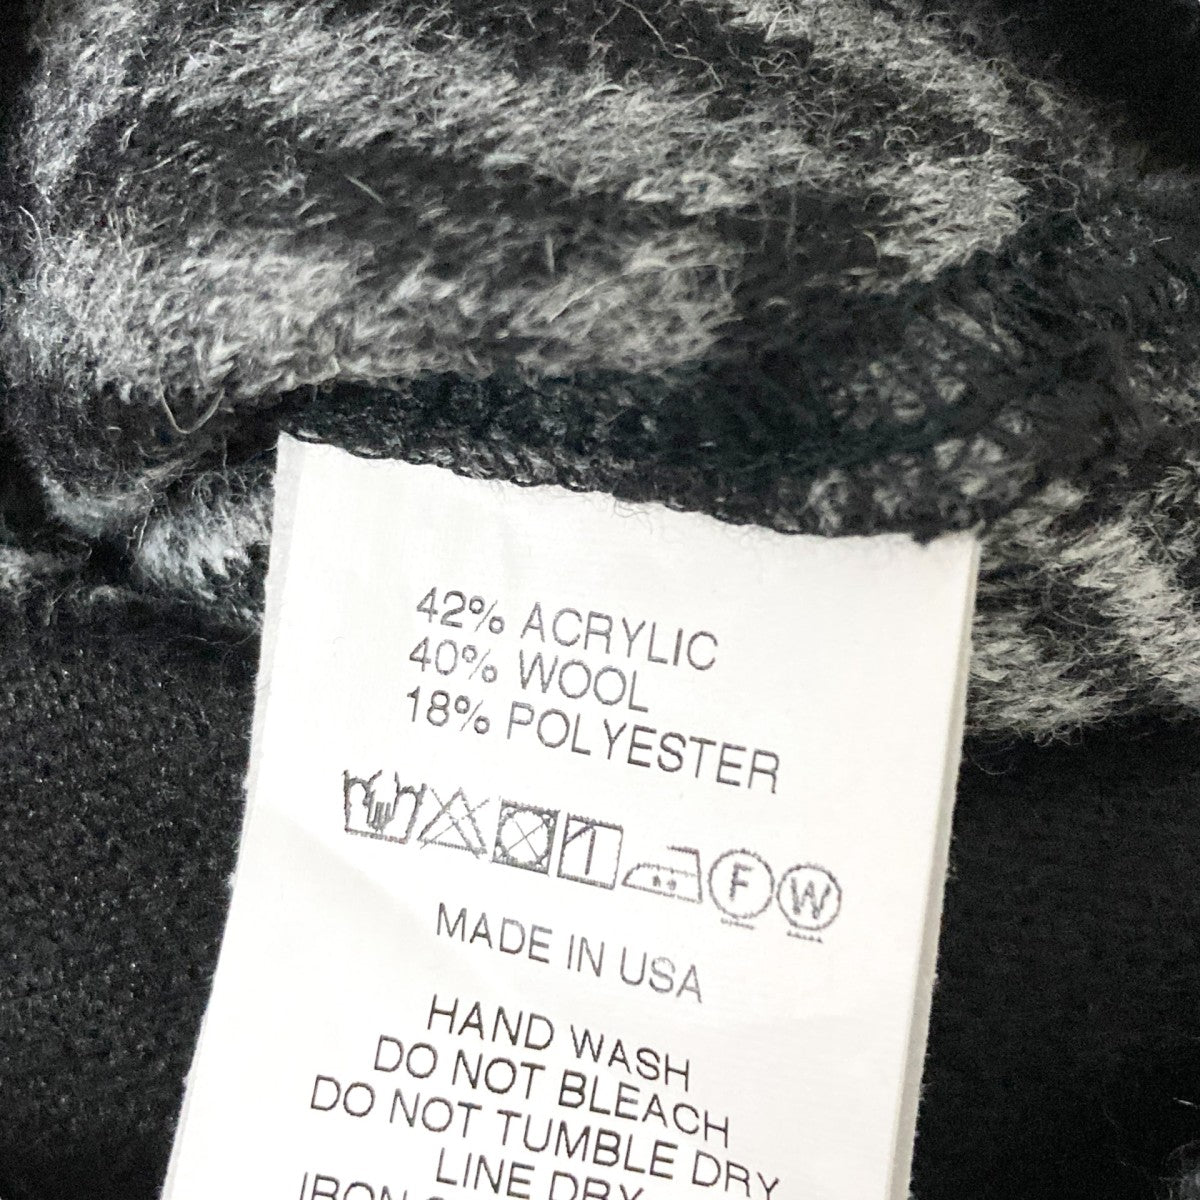 42% ACRYLIC
40% WOOL
18% POLYESTER
F W
MADE IN USA
HAND WASH
DO NOT BLEACH
DO NOT TUMBLE DRY
LINE DRY
IRON